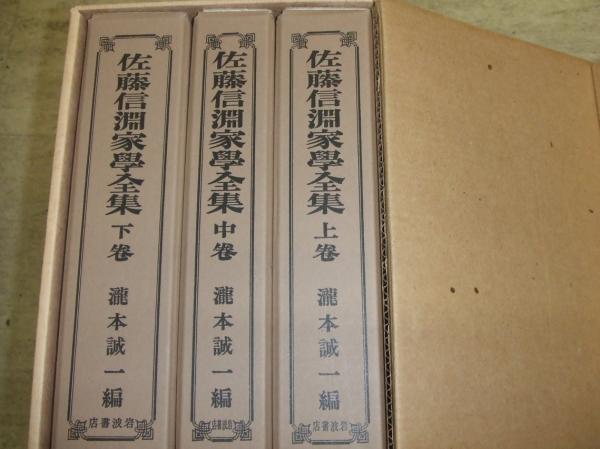 佐藤信淵家學全集 上卷 瀧本誠一編
岩波書店
佐藤信淵家學全集 中卷 瀧本誠一編
岩波書店
佐藤信淵家學全集 下卷 瀧本誠一編
岩波書店